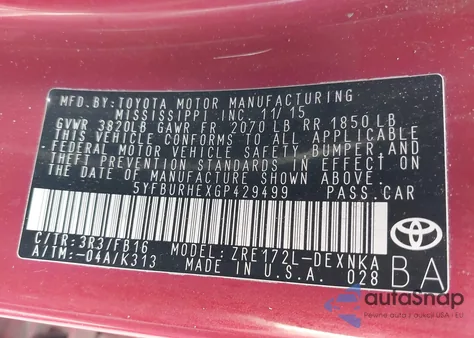 MFD.BY:TOYOTA MOTOR MANUFACTURING
MISSISSIPPI INC. 11/15
GVWR 3820LB GAWR FR 2070 LB RR 1850 LB
THIS VEHICLE CONFORMS TO ALL APPLICABLE
FEDERAL MOTOR VEHICLE SAFETY, BUMPER, AND
THEFT PREVENTION STANDARDS IN EFFECT ON
THE DATE OF MANUFACTURE SHOWN ABOVE.
5YFBURHEXGP429499 PASS.CAR
C/TR:3R3/FB16 MODEL: ZRE172L-DEXNKA
A/TM:-04A/K313 MADE IN U.S.A. 028 BA
TOYOTA
autoSnap